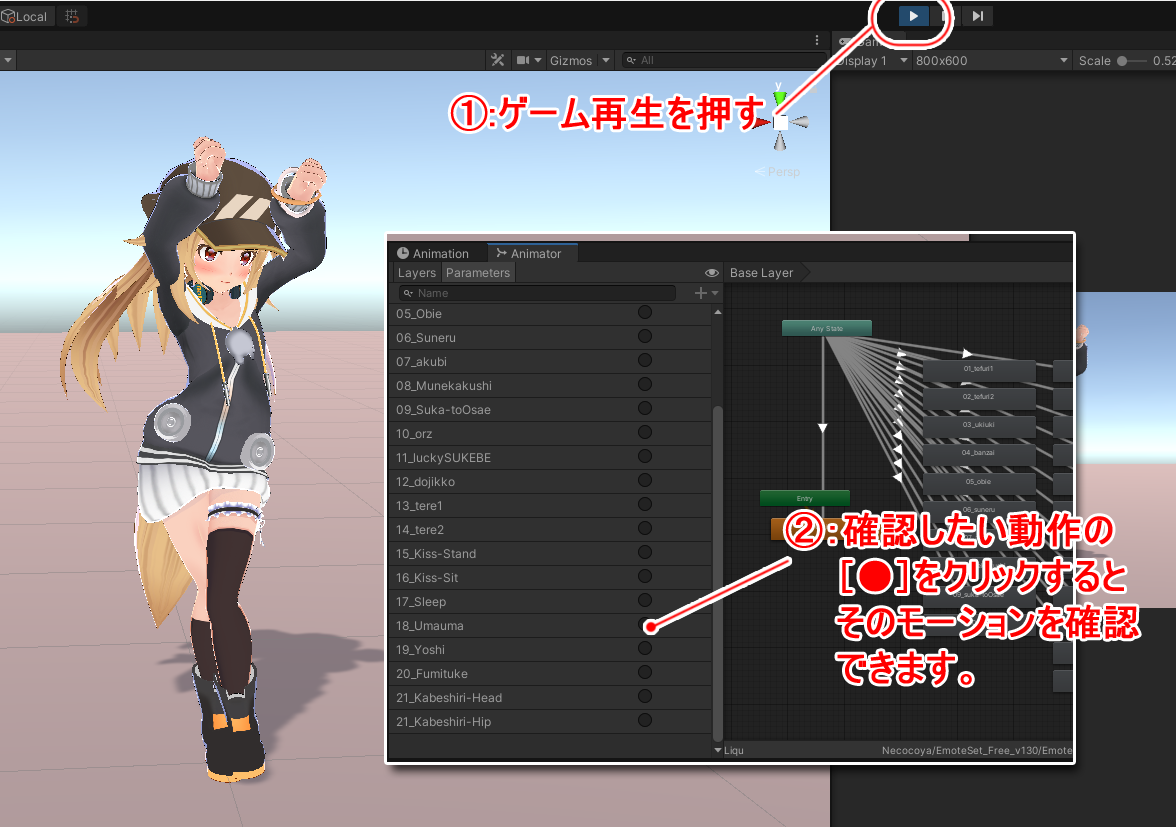 Local
Game
Gizmos
All
Display 1
800x600
Scale
0.52
①:ゲーム再生を押す
y
< Persp
Animation
Animator
Layers
Parameters
Base Layer
Name
05_Obie
06_Suneru
07_akubi
08_Munekakushi
09_Suka-toOsae
10_orz
11_luckySUKEBE
12_dojikko
13_tere1
14_tere2
15_Kiss-Stand
16_Kiss-Sit
17_Sleep
18_Umauma
19_Yoshi
20_Fumituke
21_Kabeshiri-Head
21_Kabeshiri-Hip
Any State
01_tefuri1
02_tefuri2
03_ukiuki
04_banzai
05_obie
06_suneru
Entry
②:確認したい動作の
[●]をクリックすると
そのモーションを確認
できます。
09_suka-toOsae
Liqu
Necocoya/EmoteSet_Free_v130/Emote